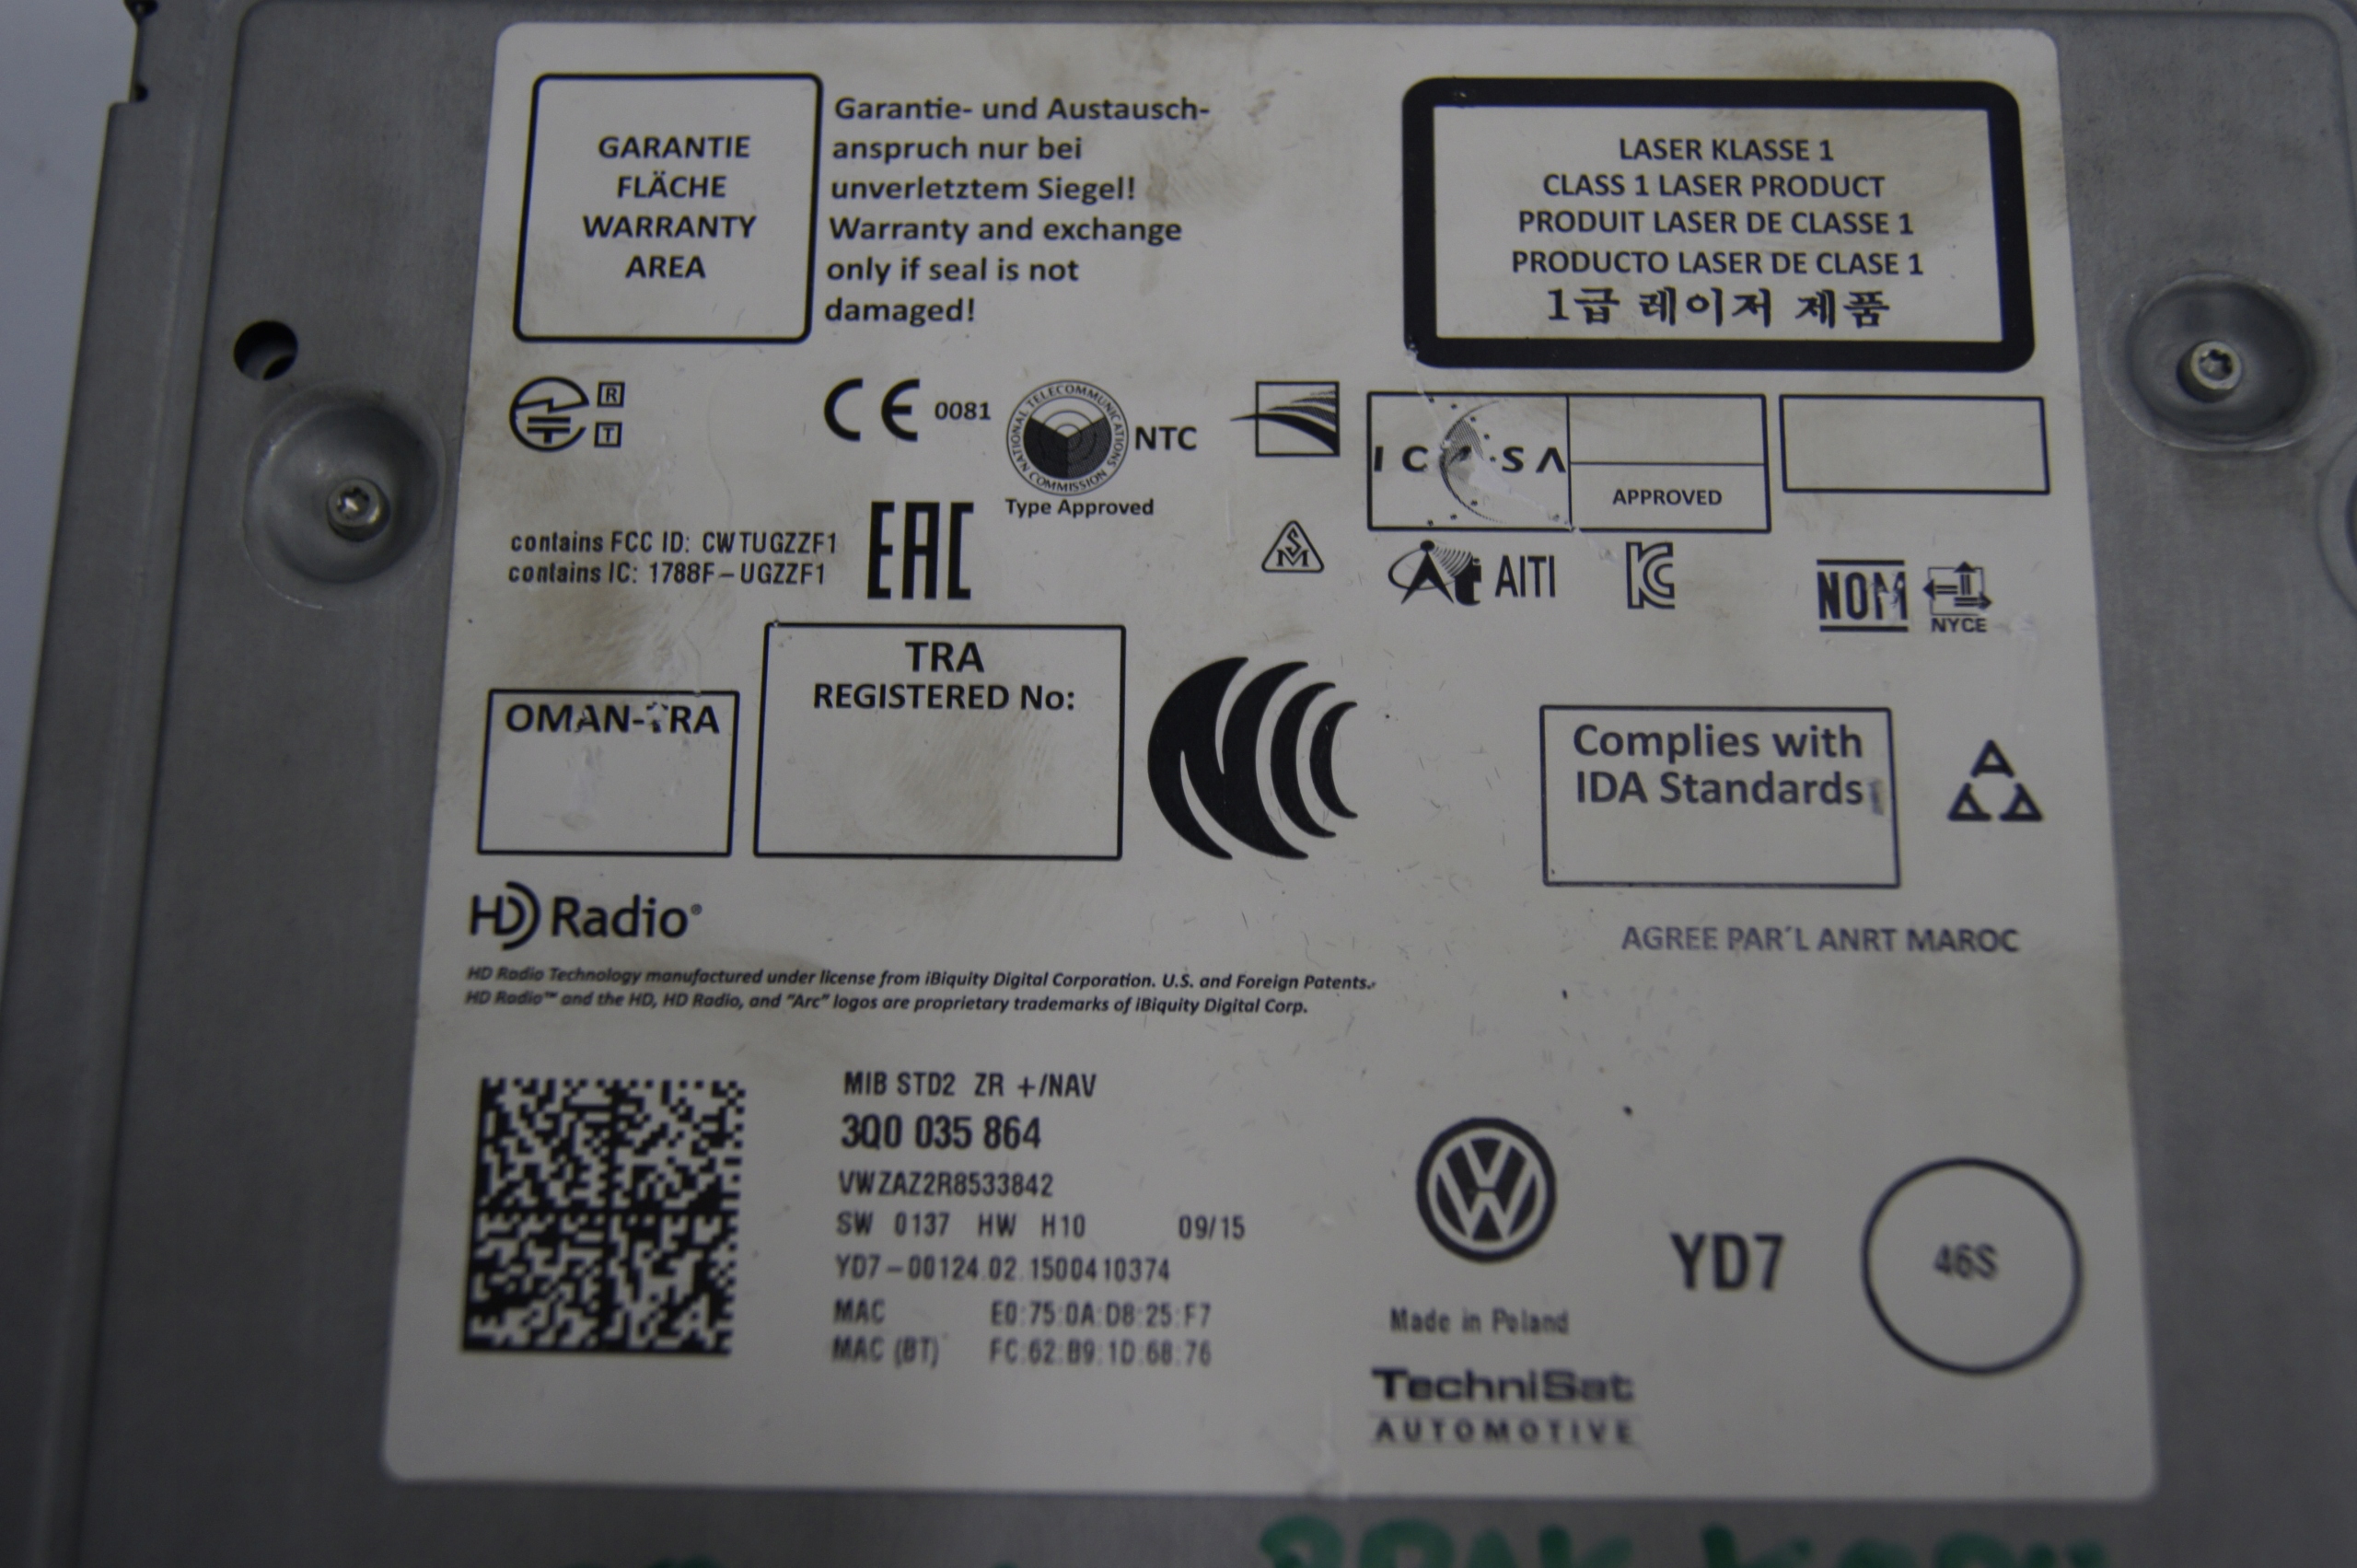 GARANTIE
FLÄCHE
WARRANTY
AREA
Garantie- und Austausch-
anspruch nur bei
unverletztem Siegel!
Warranty and exchange
only if seal is not
damaged!
LASER KLASSE 1
CLASS 1 LASER PRODUCT
PRODUIT LASER DE CLASSE 1
PRODUCTO LASER DE CLASE 1
1급 레이저 제품
R
T
CE 0081
NATIONAL TELECOMMUNICATIONS COMMISSION
NTC
Type Approved
ICASA
APPROVED
contains FCC ID: CWTUGZZF1
contains IC: 1788F-UGZZF1
EAC
SM
At AITI
KC
NOM
NYCE
OMAN-TRA
TRA
REGISTERED No:
Complies with
IDA Standards
A
A A
AGREE PAR´L ANRT MAROC
HD Radio®
HD Radio Technology manufactured under license from iBiquity Digital Corporation. U.S. and Foreign Patents.
HD Radio™ and the HD, HD Radio, and "Arc" logos are proprietary trademarks of iBiquity Digital Corp.
MIB STD2 ZR +/NAV
3Q0 035 864
VWZAZ2R8533842
SW 0137 HW H10 09/15
YD7-00124.02.1500410374
MAC E0:75:0A:D8:25:F7
MAC (BT) FC:62:B9:1D:68:76
VW
Made in Poland
TechniSat
AUTOMOTIVE
YD7
46S